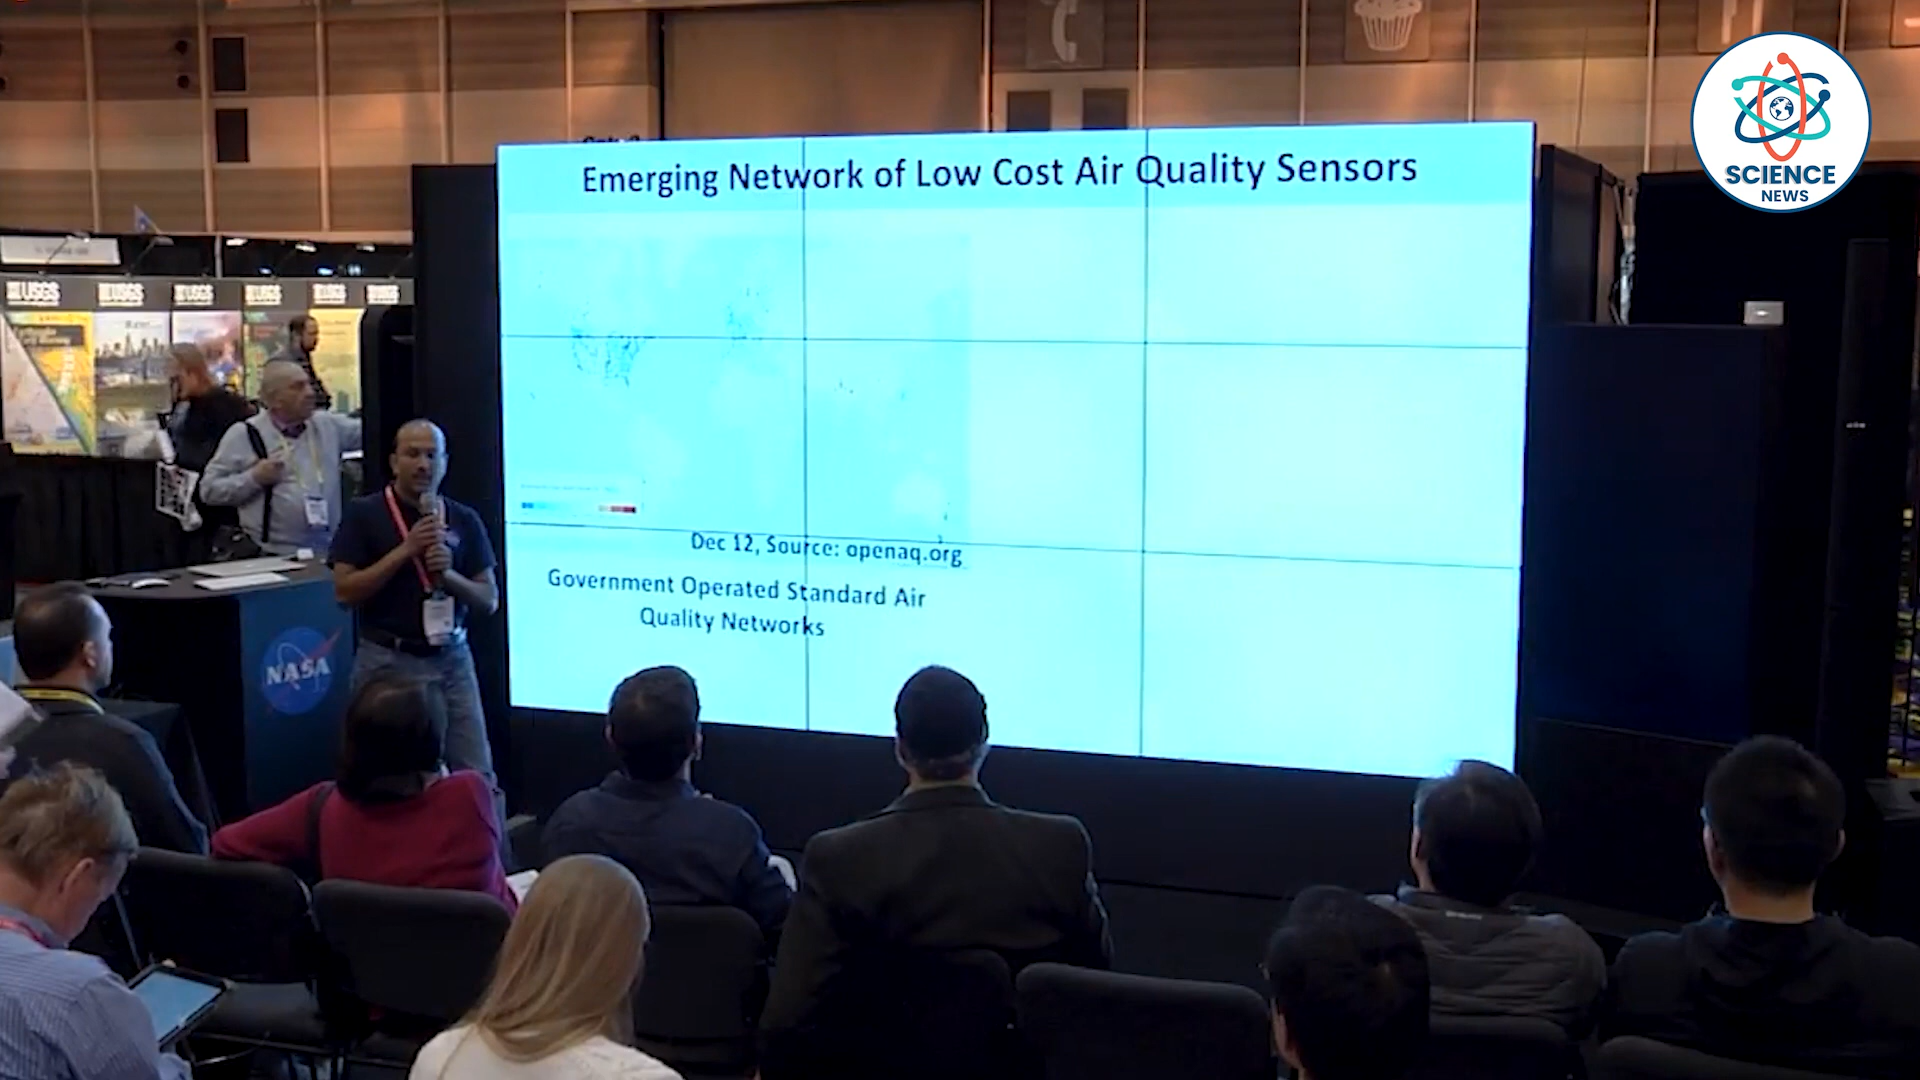 Emerging Network of Low Cost Air Quality Sensors
SCIENCE
NEWS
USGS
USGS
USGS
USGS
USGS
USGS
Dec 12, Source: openaq.org
Government Operated Standard Air
Quality Networks
NASA